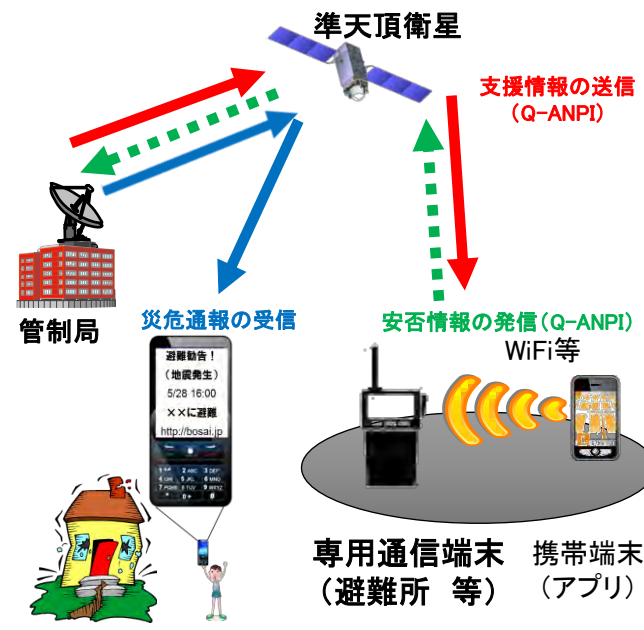 準天頂衛星
支援情報の送信
(Q-ANPI)
管制局
災危通報の受信
安否情報の発信(Q-ANPI)
WiFi等
避難勧告！
(地震発生)
5/28 16:00
××に避難
http://bosai.jp
専用通信端末
(避難所　等)
携帯端末
(アプリ)